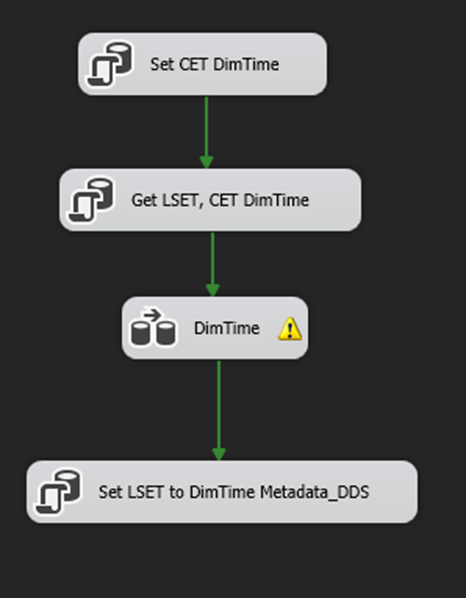 Set CET DimTime
Get LSET, CET DimTime
DimTime
Set LSET to DimTime Metadata_DDS